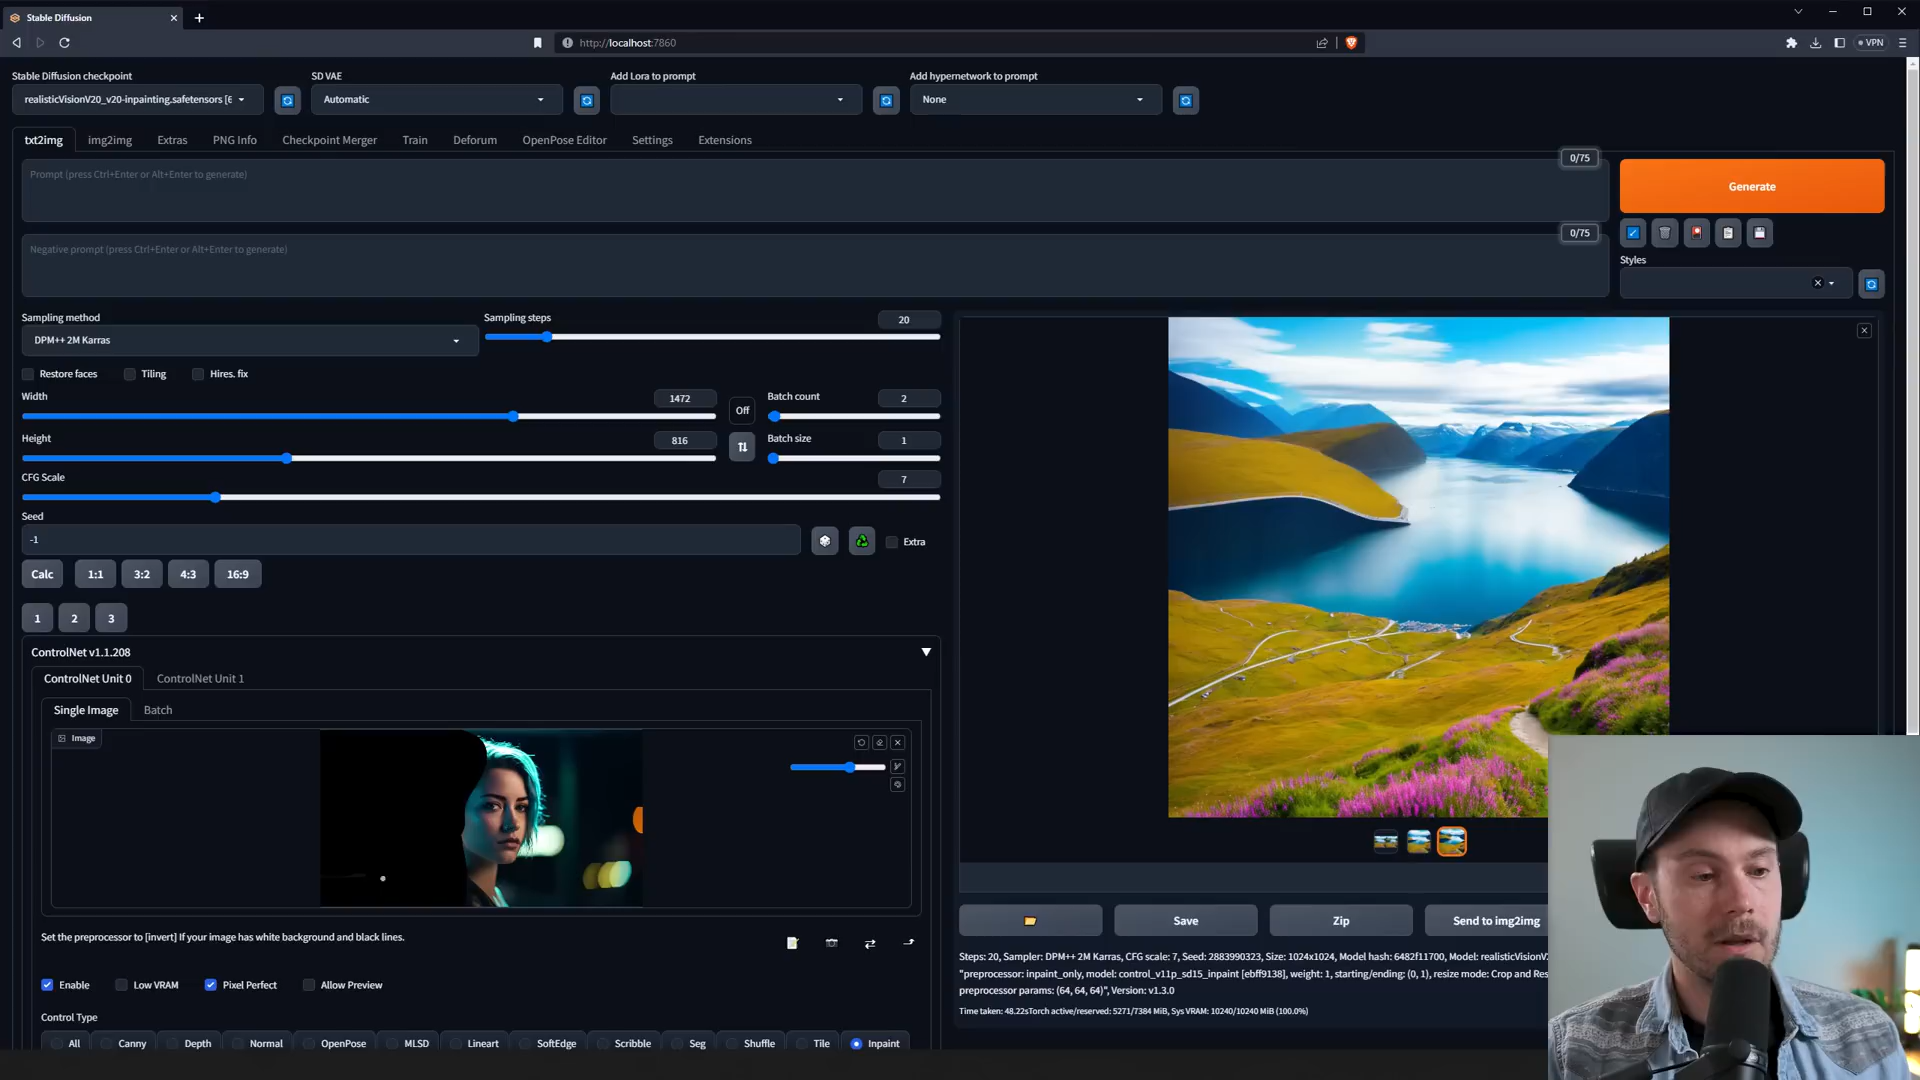 Stable Diffusion
http://localhost:7860
VPN
Stable Diffusion checkpoint
SD VAE
Add Lora to prompt
Add hypernetwork to prompt
realisticVisionV20_v20-inpainting.safetensors [6
Automatic
None
txt2img
img2img
Extras
PNG Info
Checkpoint Merger
Train
Deforum
OpenPose Editor
Settings
Extensions
0/75
Prompt (press Ctrl+Enter or Alt+Enter to generate)
Generate
0/75
Negative prompt (press Ctrl+Enter or Alt+Enter to generate)
Styles
Sampling method
Sampling steps
20
DPM++ 2M Karras
Restore faces
Tiling
Hires. fix
Width
1472
Off
Batch count
2
Height
816
Batch size
1
CFG Scale
7
Seed
-1
Extra
Calc
1:1
3:2
4:3
16:9
1
2
3
ControlNet v1.1.208
ControlNet Unit 0
ControlNet Unit 1
Single Image
Batch
Image
Set the preprocessor to [invert] If your image has white background and black lines.
Enable
Low VRAM
Pixel Perfect
Allow Preview
Control Type
All
Canny
Depth
Normal
OpenPose
MLSD
Lineart
SoftEdge
Scribble
Seg
Shuffle
Tile
Inpaint
Save
Zip
Send to img2img
Steps: 20, Sampler: DPM++ 2M Karras, CFG scale: 7, Seed: 2883990323, Size: 1024x1024, Model hash: 6482f11700, Model: realisticVisionV2
"preprocessor: inpaint_only, model: control_v11p_sd15_inpaint [ebff9138], weight: 1, starting/ending: (0, 1), resize mode: Crop and Res
preprocessor params: (64, 64, 64)", Version: v1.3.0
Time taken: 48.22sTorch active/reserved: 5271/7384 MiB, Sys VRAM: 10240/10240 MiB (100.0%)